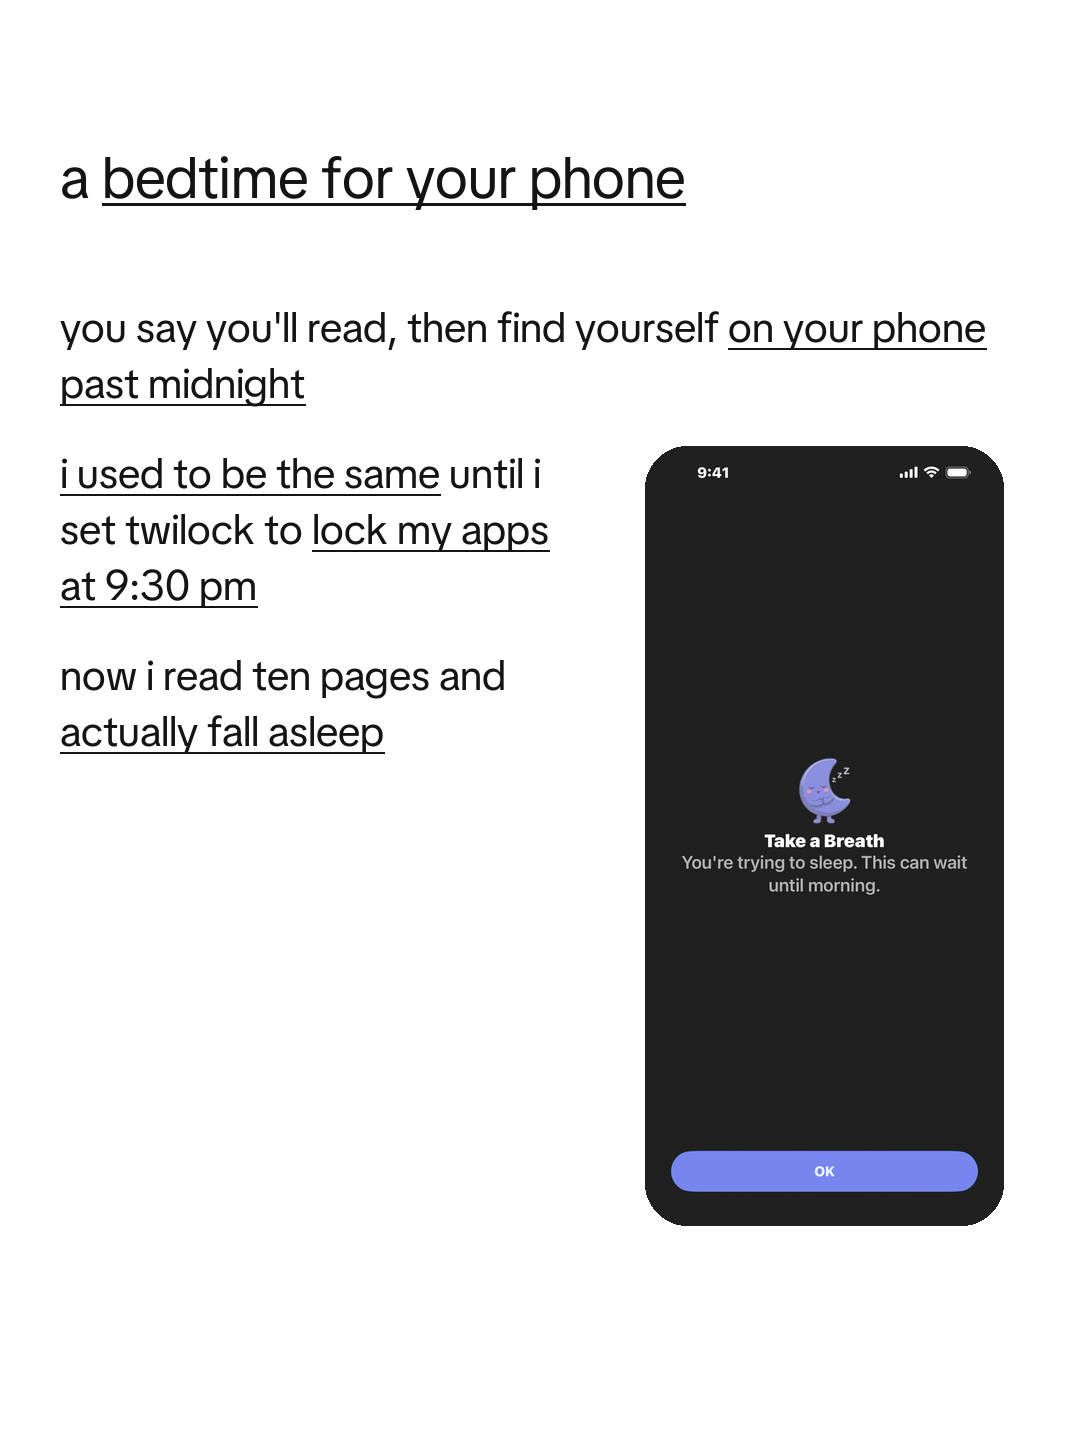 a bedtime for your phone
you say you'll read, then find yourself on your phone
past midnight
i used to be the same until i
set twilock to lock my apps
at 9:30 pm
now i read ten pages and
actually fall asleep
9:41
z z z
Take a Breath
You're trying to sleep. This can wait
until morning.
OK